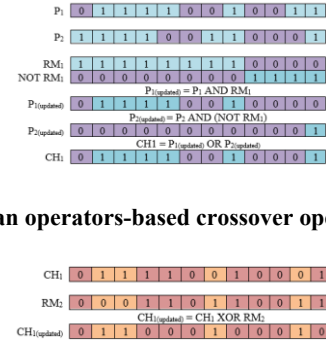 P₁ 0 1 1 1 1 0 0 1 0 0 1 1
P₂ 1 1 1 1 0 0 1 1 0 0 0 1
RM₁ 1 1 1 1 1 1 1 1 0 0 0 0
NOT RM₁ 0 0 0 0 0 0 0 0 1 1 1 1
P₁(updated) = P₁ AND RM₁
P₁(updated) 0 1 1 1 1 0 0 1 0 0 0 0
P₂(updated) = P₂ AND (NOT RM₁)
P₂(updated) 0 0 0 0 0 0 0 0 0 0 0 1
CH1 = P₁(updated) OR P₂(updated)
CH₁ 0 1 1 1 1 0 0 1 0 0 0 1
an operators-based crossover ope
CH₁ 0 1 1 1 1 0 0 1 0 0 0 1
RM₂ 0 0 0 1 1 0 1 1 0 0 1 1
CH₁(updated) = CH₁ XOR RM₂
CH₁(updated) 0 1 1 0 0 0 1 0 0 0 1 0